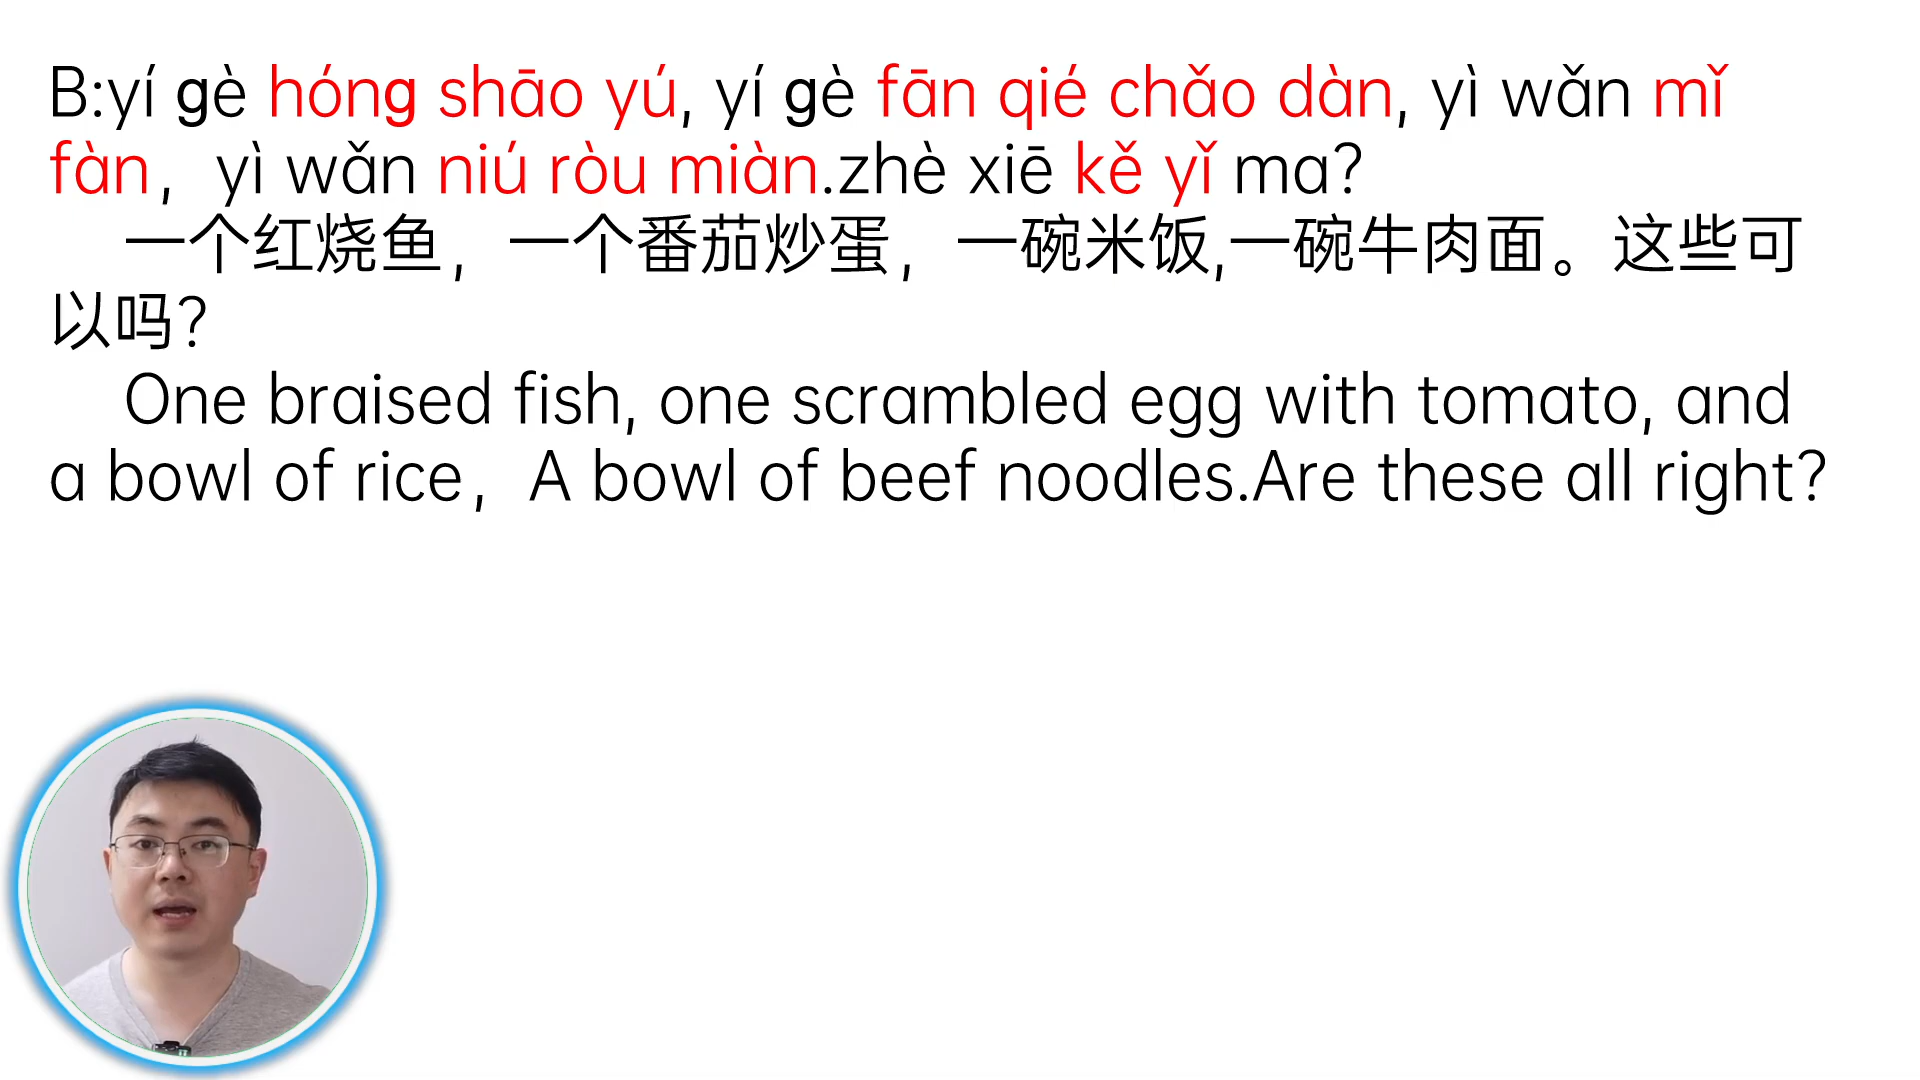 B:yí gè hóng shāo yú, yí gè fān qié chǎo dàn, yì wǎn mǐ
fàn，yì wǎn niú ròu miàn.zhè xiē kě yǐ ma?
一个红烧鱼，一个番茄炒蛋，一碗米饭,一碗牛肉面。这些可
以吗?
One braised fish, one scrambled egg with tomato, and
a bowl of rice，A bowl of beef noodles.Are these all right?